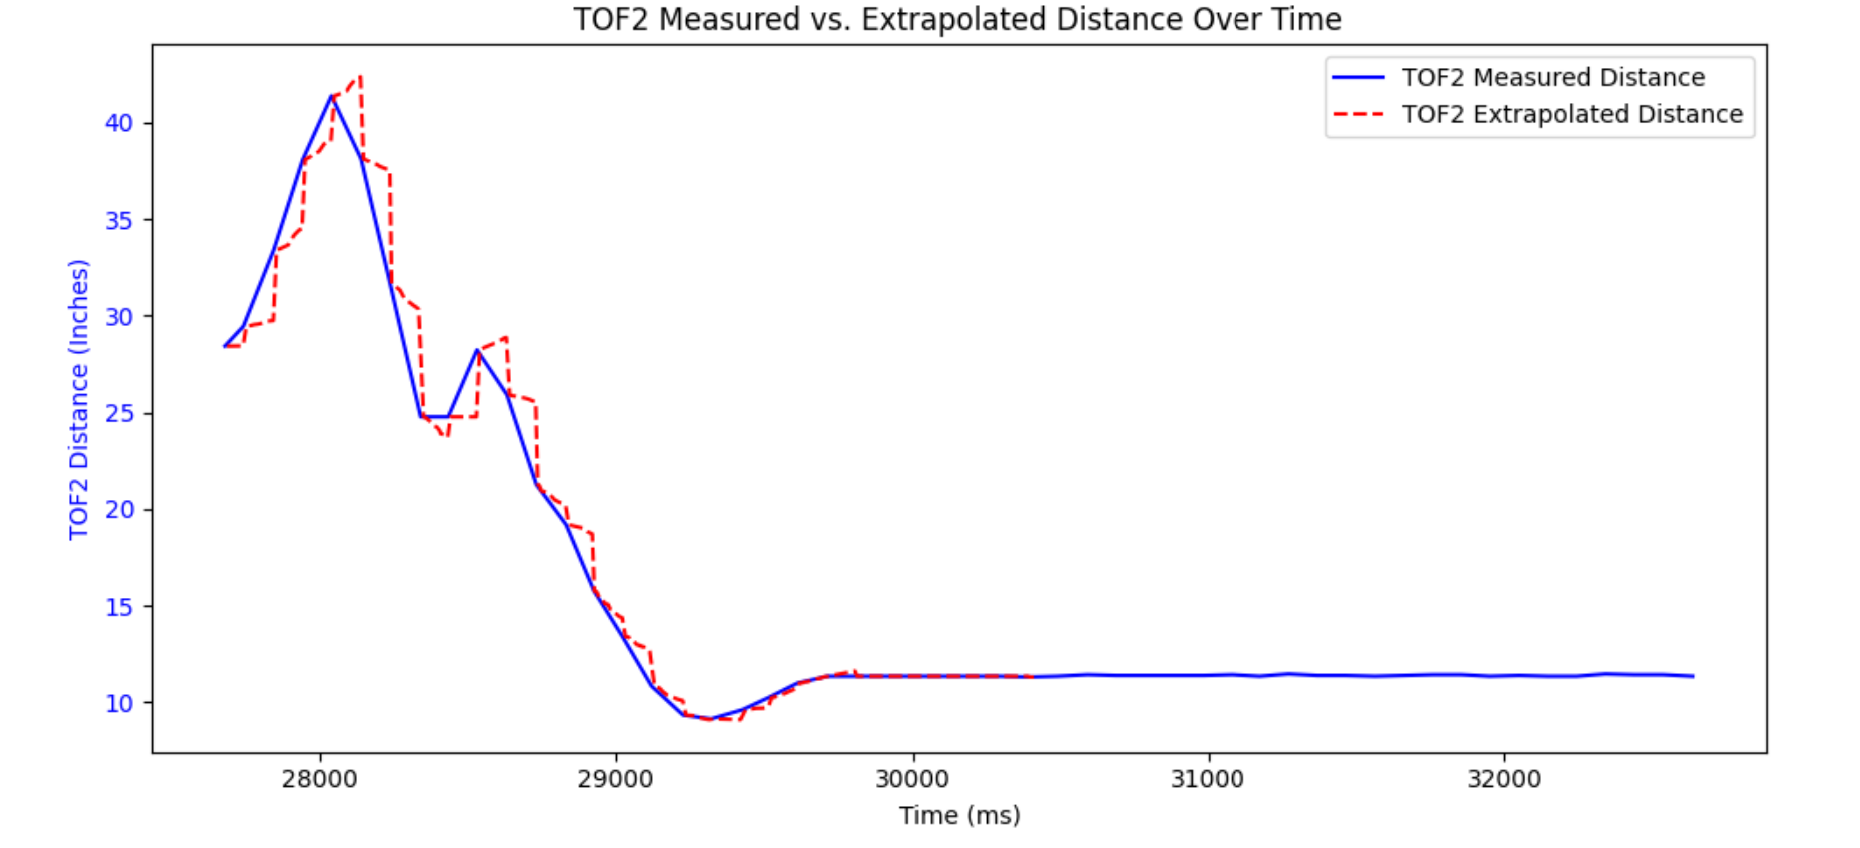 TOF2 Measured vs. Extrapolated Distance Over Time
TOF2 Measured Distance
TOF2 Extrapolated Distance
TOF2 Distance (Inches)
40
35
30
25
20
15
10
28000
29000
30000
31000
32000
Time (ms)